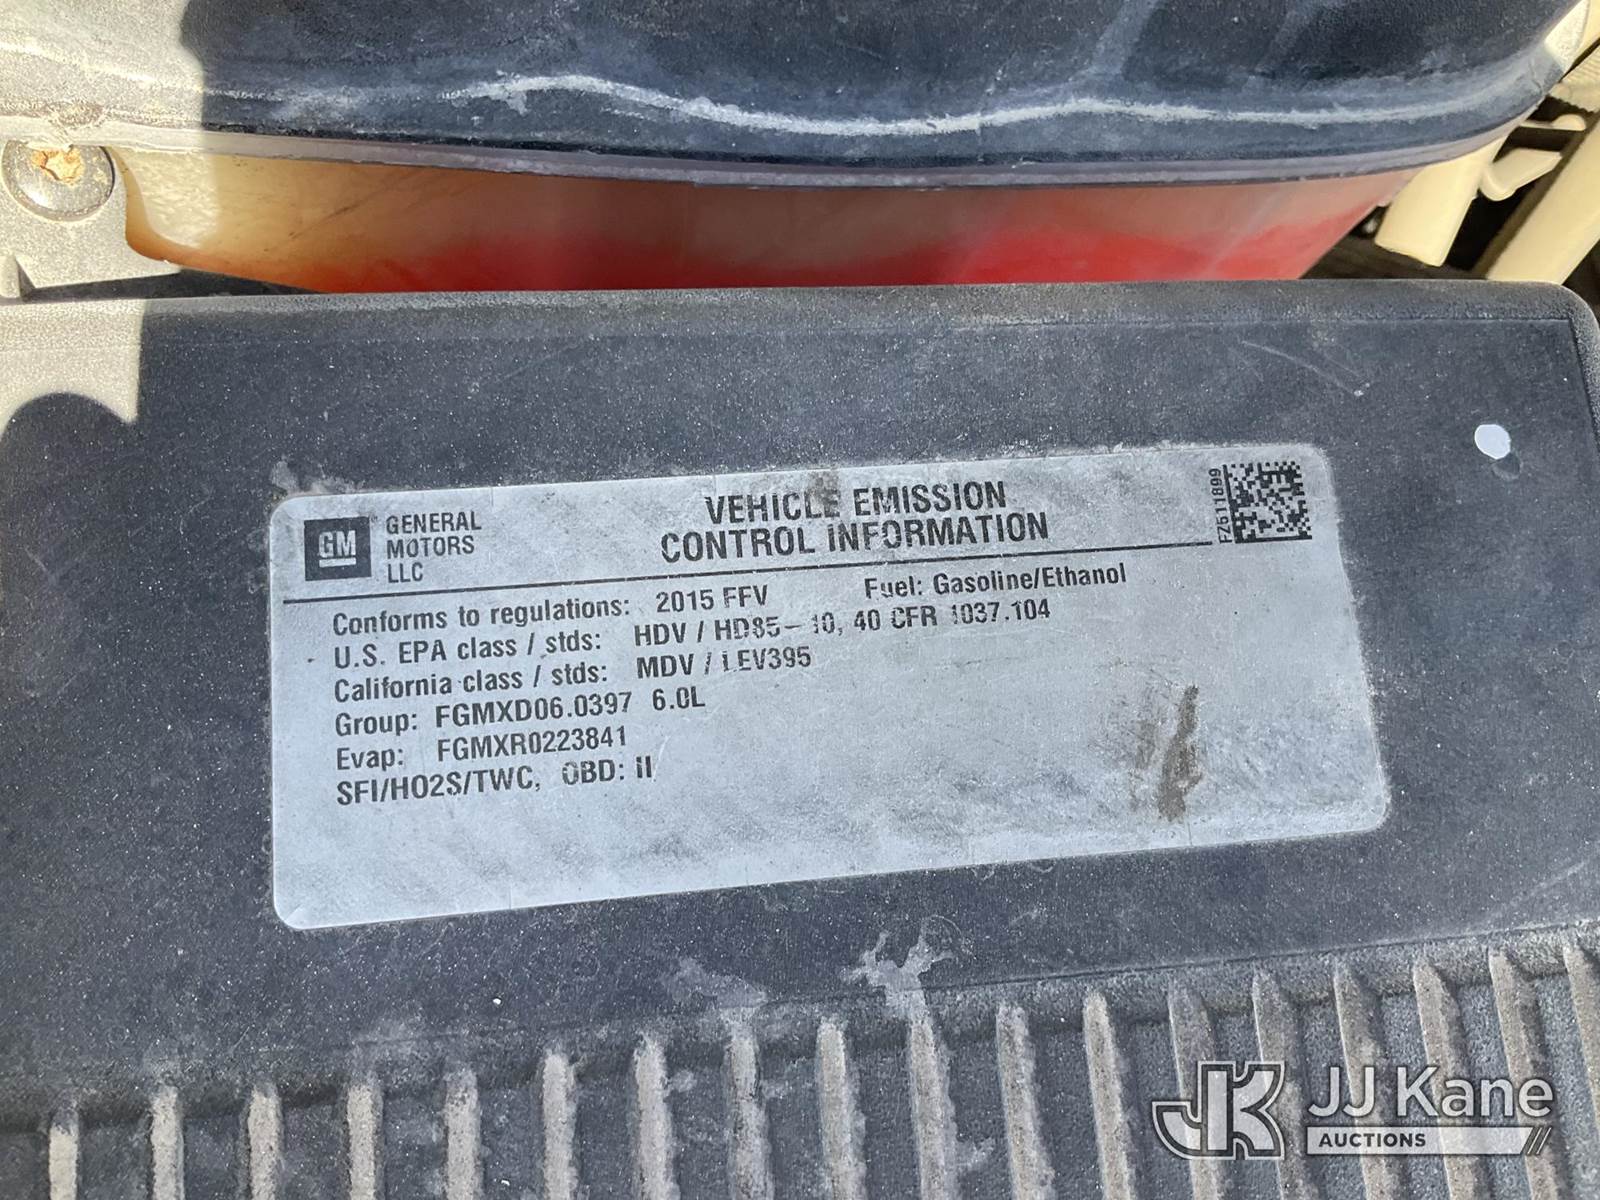 GM
GENERAL
MOTORS
LLC
VEHICLE EMISSION
CONTROL INFORMATION
FZ511899
Conforms to regulations: 2015 FFV Fuel: Gasoline/Ethanol
U.S. EPA class / stds: HDV / HD85-10, 40 CFR 1037.104
California class / stds: MDV / LEV395
Group: FGMXD06.0397 6.0L
Evap: FGMXR0223841
SFI/HO2S/TWC, OBD: II
JK JJ Kane
AUCTIONS